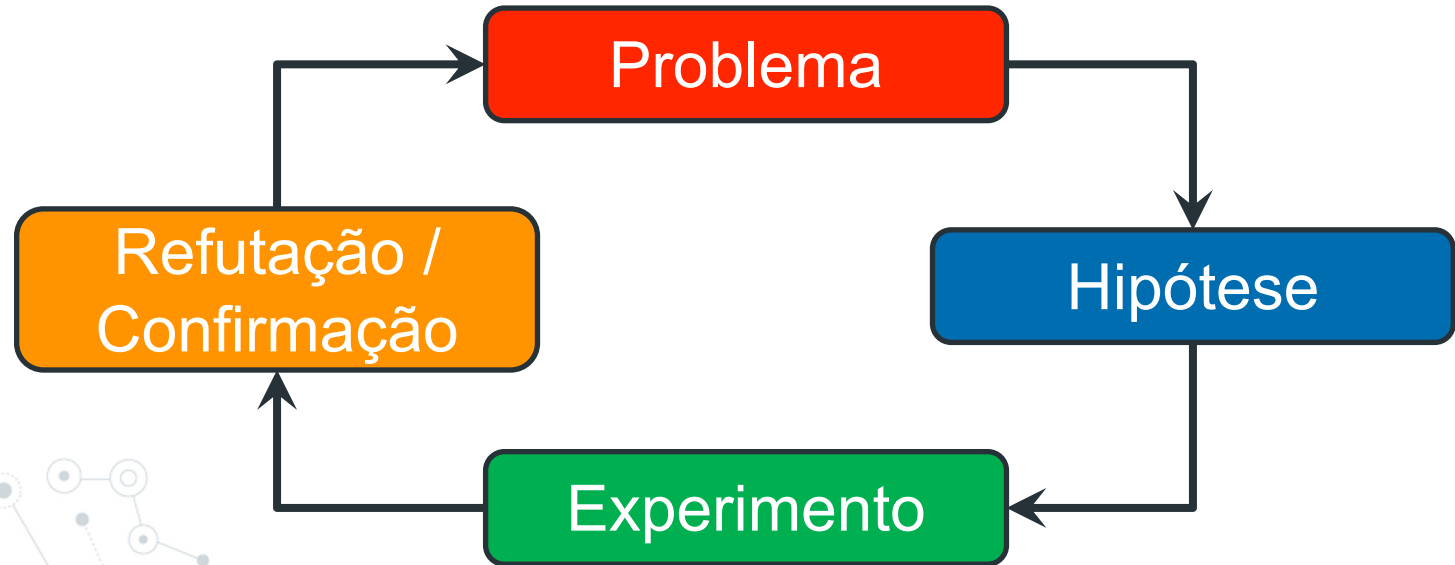 Problema
Hipótese
Experimento
Refutação /
Confirmação